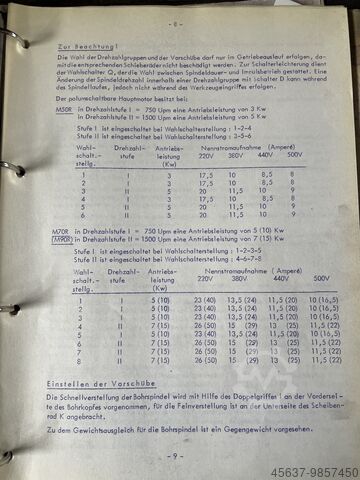 - 8 -
Zur Beachtung!
Die Wahl der Drehzahlgruppen und der Vorschübe darf nur im Getriebeauslauf erfolgen, da-
mit die entsprechenden Schieberäder nicht beschädigt werden. Zur Schalterleichterung dient
der Wahlschalter Q, der die Wahl zwischen Spindeldauer- und Impulsbetrieb gestattet. Eine
Änderung der Spindeldrehzahl innerhalb einer Drehzahlgruppe mit Schalter D kann während
des Spindellaufes, jedoch nicht während des Werkzeugeingriffes erfolgen.
Der polumschaltbare Hauptmotor besitzt bei:
M50R in Drehzahlstufe I = 750 Upm eine Antriebsleistung von 3 Kw
in Drehzahlstufe II = 1500 Upm eine Antriebsleistung von 5 Kw
Stufe I ist eingeschaltet bei Wahlschalterstellung : 1-2-4
Stufe II ist eingeschaltet bei Wahlschalterstellung : 3-5-6
Wahl- Drehzahl- Antriebs- Nennstromaufnahme (Ampere)
schalt- stufe leistung 220V 380V 440V 500V
stellg. (Kw)
1 I 3 17,5 10 8,5 8
2 I 3 17,5 10 8,5 8
3 II 5 20 11,5 10 9
4 I 3 17,5 10 8,5 8
5 II 5 20 11,5 10 9
6 II 5 20 11,5 10 9
M70R in Drehzahlstufe I = 750 Upm eine Antriebsleistung von 5 (10) Kw
(M90R) in Drehzahlstufe II = 1500 Upm eine Antriebsleistung von 7 (15) Kw
Stufe I ist eingeschaltet bei Wahlschalterstellung : 1-2-3-5
Stufe II ist eingeschaltet bei Wahlschalterstellung : 4-6-7-8
Wahl- Drehzahl- Antriebs- Nennstromaufnahme (Ampere)
schalt.- stufe leistung 220V 380V 440V 500V
stellg. (Kw)
1 I 5 (10) 23 (40) 13,5 (24) 11,5 (20) 10 (16,5)
2 I 5 (10) 23 (40) 13,5 (24) 11,5 (20) 10 (16,5)
3 I 5 (10) 23 (40) 13,5 (24) 11,5 (20) 10 (16,5)
4 II 7 (15) 26 (50) 15 (29) 13 (25) 11,5 (22)
5 I 5 (10) 23 (40) 13,5 (24) 11,5 (20) 10 (16,5)
6 II 7 (15) 26 (50) 15 (29) 13 (25) 11,5 (22)
7 II 7 (15) 26 (50) 15 (29) 13 (25) 11,5 (22)
8 II 7 (15) 26 (50) 15 (29) 13 (25) 11,5 (22)
Einstellen der Vorschübe
Die Schnellverstellung der Bohrspindel wird mit Hilfe des Doppelgriffes I an der Vordersei-
te des Bohrkopfes vorgenommen, für die Feinverstellung ist an der Unterseite des Scheiben-
rad K angebracht.
Zu dem Gewichtsausgleich für die Bohrspindel ist ein Gegengewicht vorgesehen.
- 9 -
45637-9857450